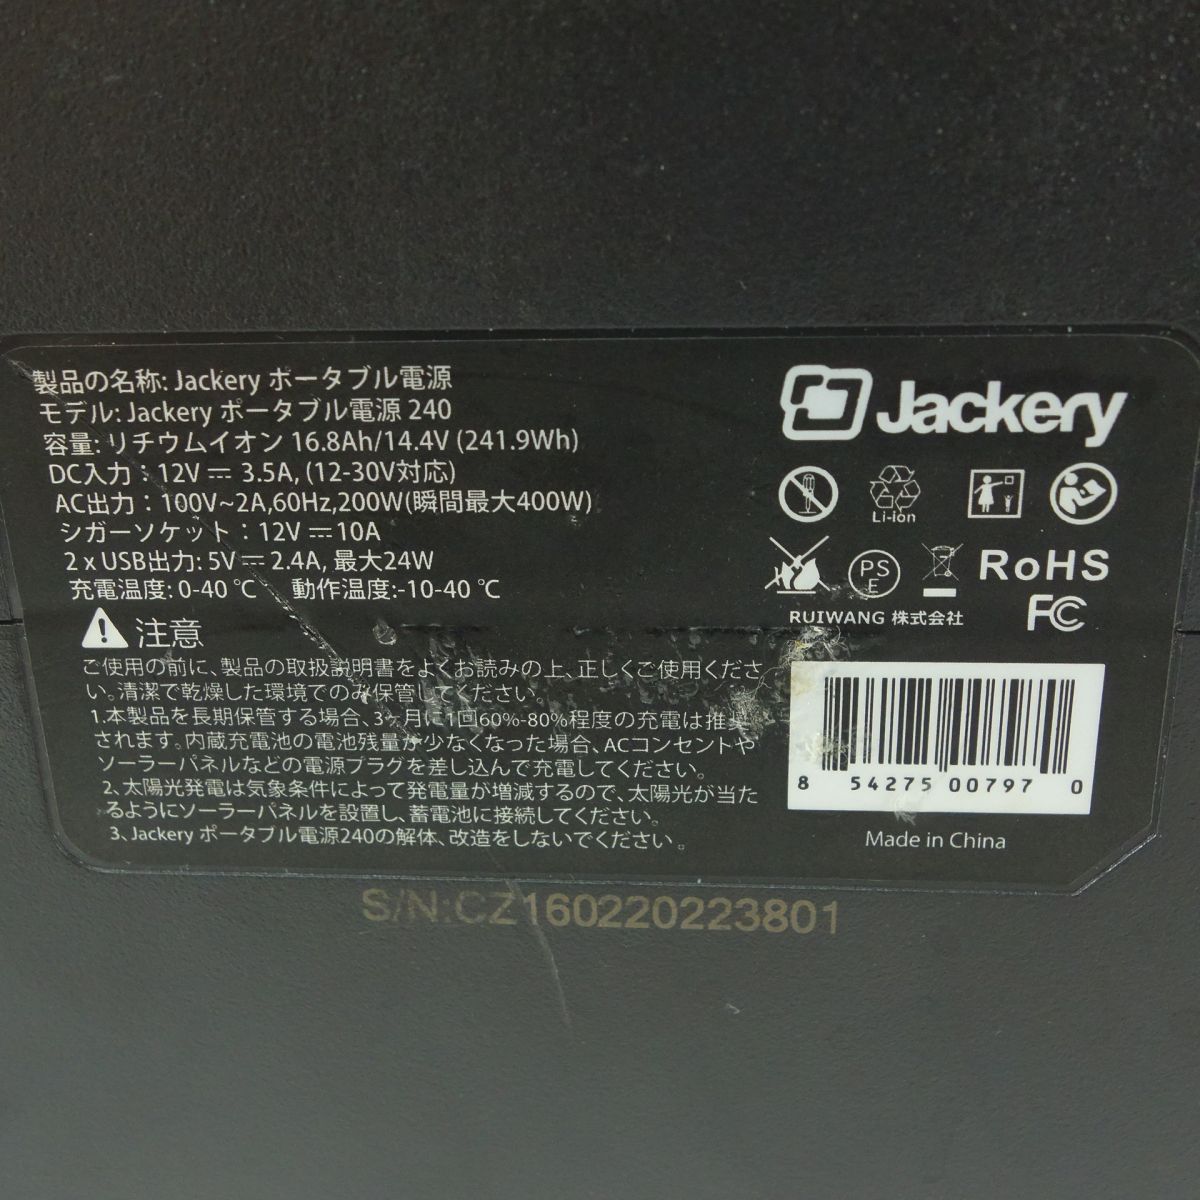 製品の名称: Jackery ポータブル電源
モデル: Jackery ポータブル電源 240
容量: リチウムイオン 16.8Ah/14.4V (241.9Wh)
DC入力：12V⎓ 3.5A, (12-30V対応)
AC出力：100V~2A,60Hz,200W(瞬間最大400W)
シガーソケット：12V⎓10A
2 x USB出力: 5V⎓ 2.4A, 最大24W
充電温度: 0-40 ℃ 動作温度:-10-40 ℃
注意
ご使用の前に、製品の取扱説明書をよくお読みの上、正しくご使用くださ
い。清潔で乾燥した環境でのみ保管してください。
1.本製品を長期保管する場合、3ヶ月に1回60%-80%程度の充電は推奨
されます。内蔵充電池の電池残量が少なくなった場合、ACコンセントや
ソーラーパネルなどの電源プラグを差し込んで充電してください。
2、太陽光発電は気象条件によって発電量が増減するので、太陽光が当た
るようにソーラーパネルを設置し、蓄電池に接続してください。
3、Jackery ポータブル電源240の解体、改造をしないでください。
Jackery
Li-ion
PS
E
RoHS
FC
RUIWANG 株式会社
8 54275 00797 0
Made in China
S/N:CZ160220223801